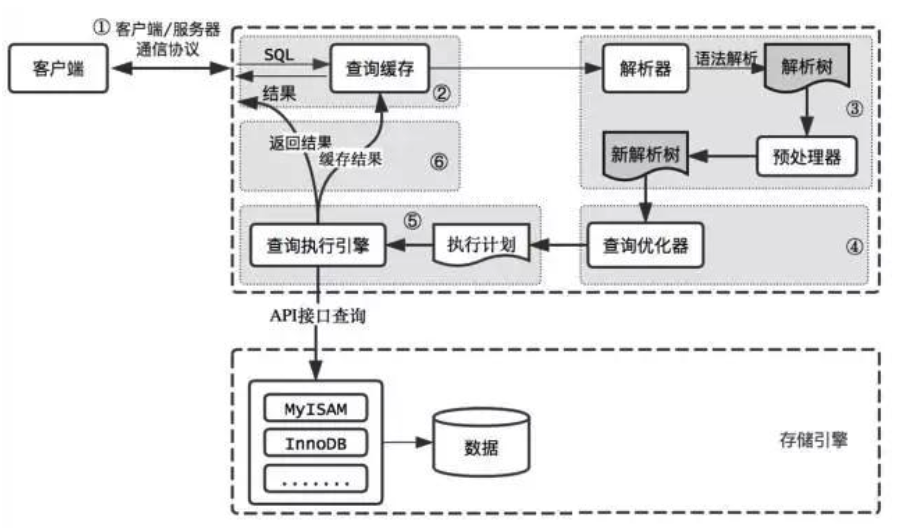 ① 客户端/服务器
通信协议
客户端
SQL
查询缓存
结果
②
解析器
语法解析
解析树
③
返回结果
缓存结果
⑥
新解析树
预处理器
查询执行引擎
⑤
执行计划
查询优化器
④
API接口查询
MyISAM
InnoDB
.......
数据
存储引擎